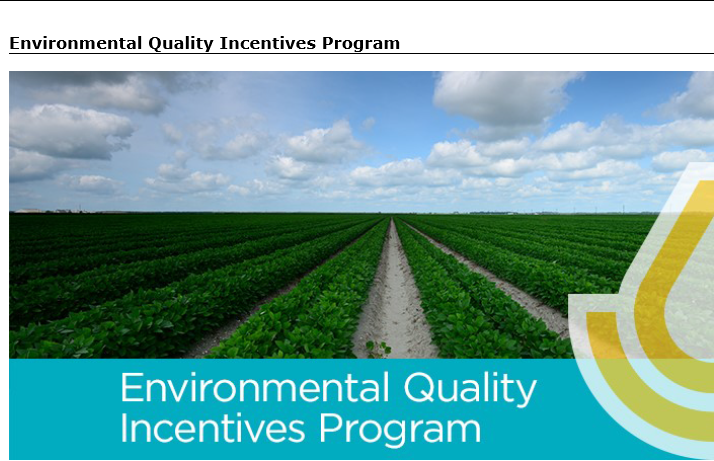 Environmental Quality Incentives Program
Environmental Quality
Incentives Program